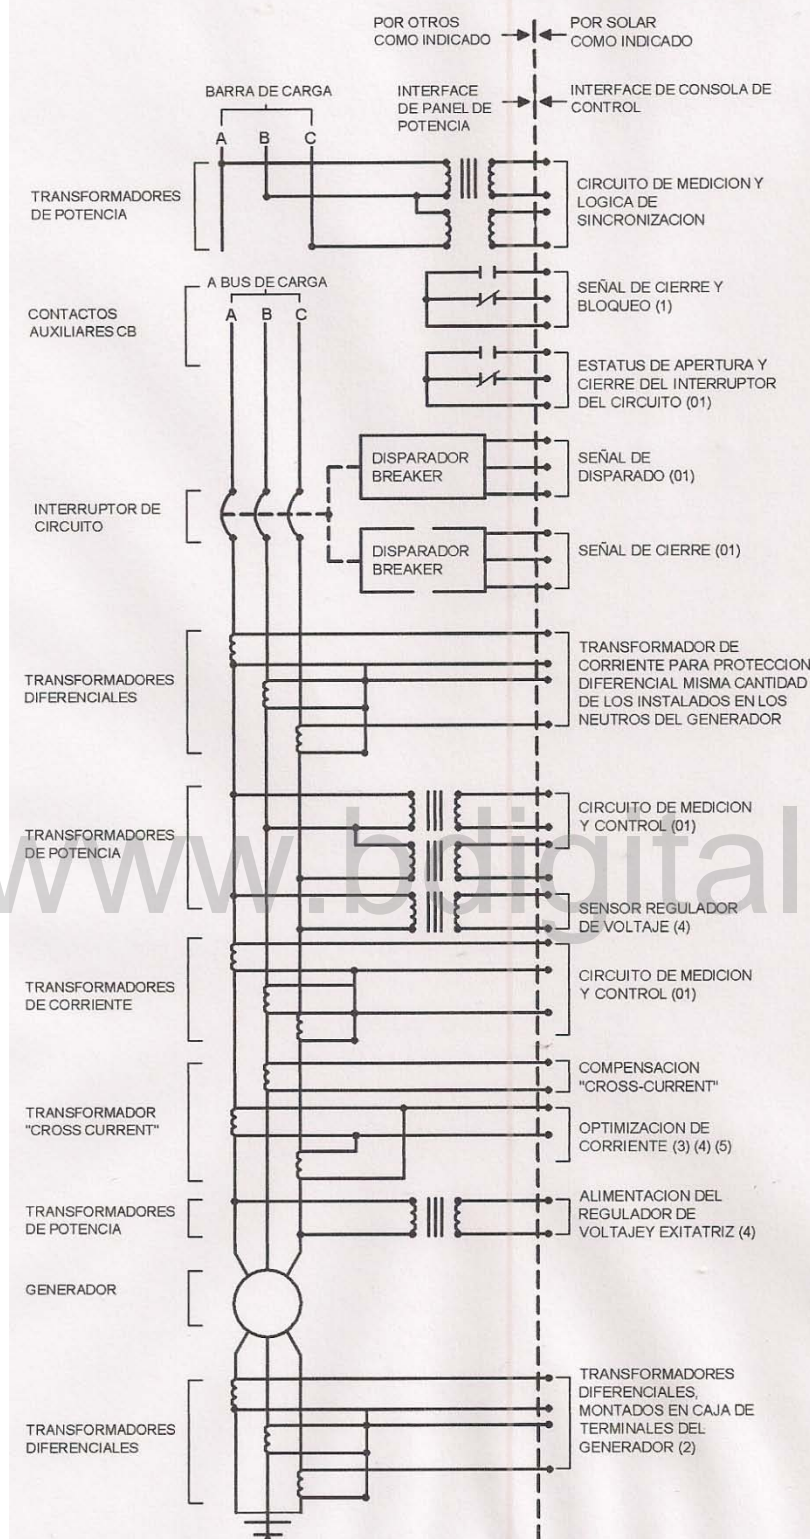 POR OTROS
COMO INDICADO
POR SOLAR
COMO INDICADO
BARRA DE CARGA
INTERFACE
DE PANEL DE
POTENCIA
INTERFACE DE CONSOLA DE
CONTROL
A B C
TRANSFORMADORES
DE POTENCIA
CIRCUITO DE MEDICION Y
LOGICA DE
SINCRONIZACION
A BUS DE CARGA
A B C
CONTACTOS
AUXILIARES CB
SEÑAL DE CIERRE Y
BLOQUEO (1)
ESTATUS DE APERTURA Y
CIERRE DEL INTERRUPTOR
DEL CIRCUITO (01)
DISPARADOR
BREAKER
SEÑAL DE
DISPARADO (01)
INTERRUPTOR DE
CIRCUITO
DISPARADOR
BREAKER
SEÑAL DE CIERRE (01)
TRANSFORMADORES
DIFERENCIALES
TRANSFORMADOR DE
CORRIENTE PARA PROTECCION
DIFERENCIAL MISMA CANTIDAD
DE LOS INSTALADOS EN LOS
NEUTROS DEL GENERADOR
TRANSFORMADORES
DE POTENCIA
CIRCUITO DE MEDICION
Y CONTROL (01)
www.bdigital
SENSOR REGULADOR
DE VOLTAJE (4)
TRANSFORMADORES
DE CORRIENTE
CIRCUITO DE MEDICION
Y CONTROL (01)
COMPENSACION
"CROSS-CURRENT"
TRANSFORMADOR
"CROSS CURRENT"
OPTIMIZACION DE
CORRIENTE (3) (4) (5)
TRANSFORMADORES
DE POTENCIA
ALIMENTACION DEL
REGULADOR DE
VOLTAJEY EXITATRIZ (4)
GENERADOR
TRANSFORMADORES
DIFERENCIALES
TRANSFORMADORES
DIFERENCIALES,
MONTADOS EN CAJA DE
TERMINALES DEL
GENERADOR (2)